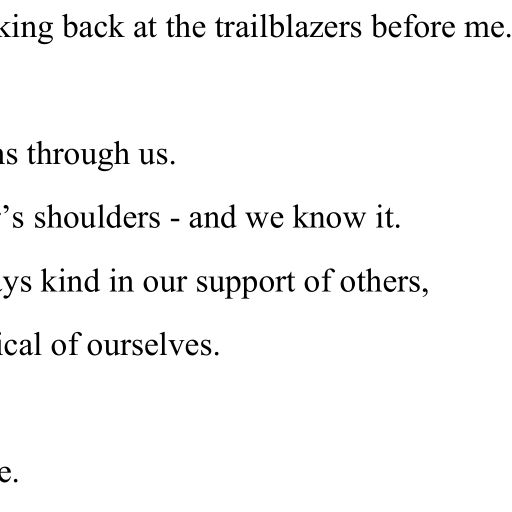 king back at the trailblazers before me.
s through us.
’s shoulders - and we know it.
ys kind in our support of others,
ical of ourselves.
e.